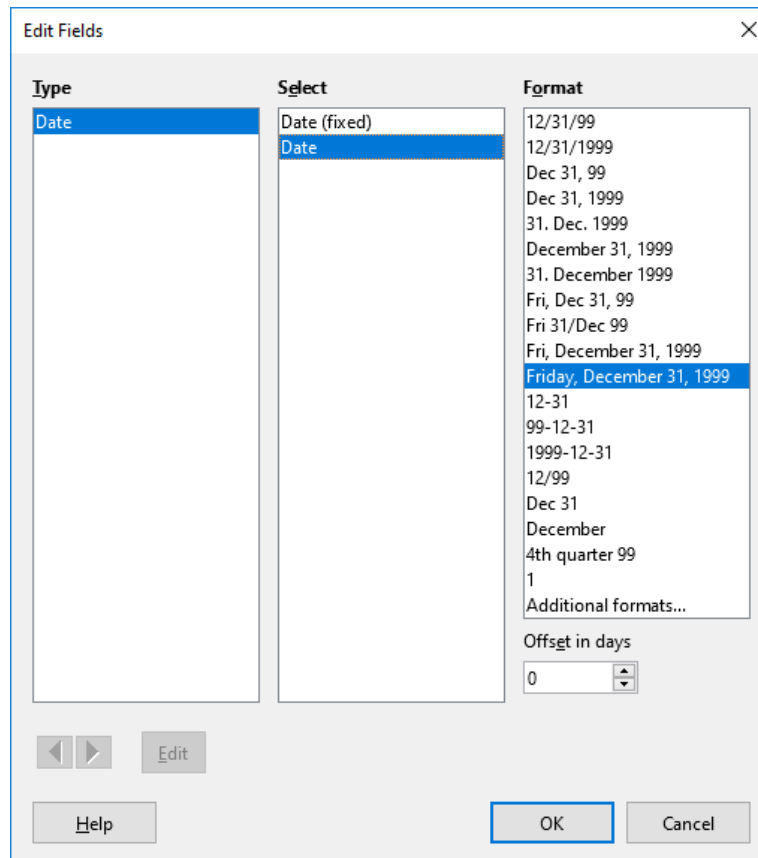 Edit Fields
Type
Date
Select
Date (fixed)
Date
Format
12/31/99
12/31/1999
Dec 31, 99
Dec 31, 1999
31. Dec. 1999
December 31, 1999
31. December 1999
Fri, Dec 31, 99
Fri 31/Dec 99
Fri, December 31, 1999
Friday, December 31, 1999
12-31
99-12-31
1999-12-31
12/99
Dec 31
December
4th quarter 99
1
Additional formats...
Offset in days
0
Edit
Help
OK
Cancel